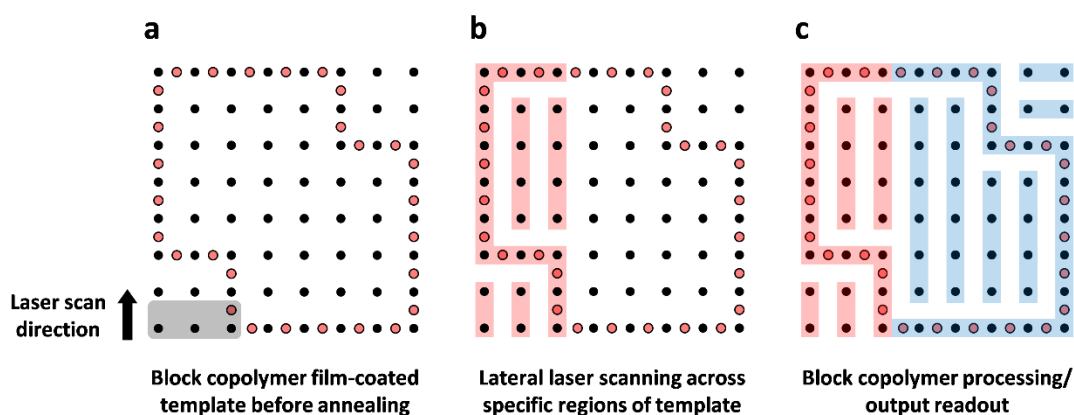 a
b
c
Laser scan
direction
Block copolymer film-coated
template before annealing
Lateral laser scanning across
specific regions of template
Block copolymer processing/
output readout